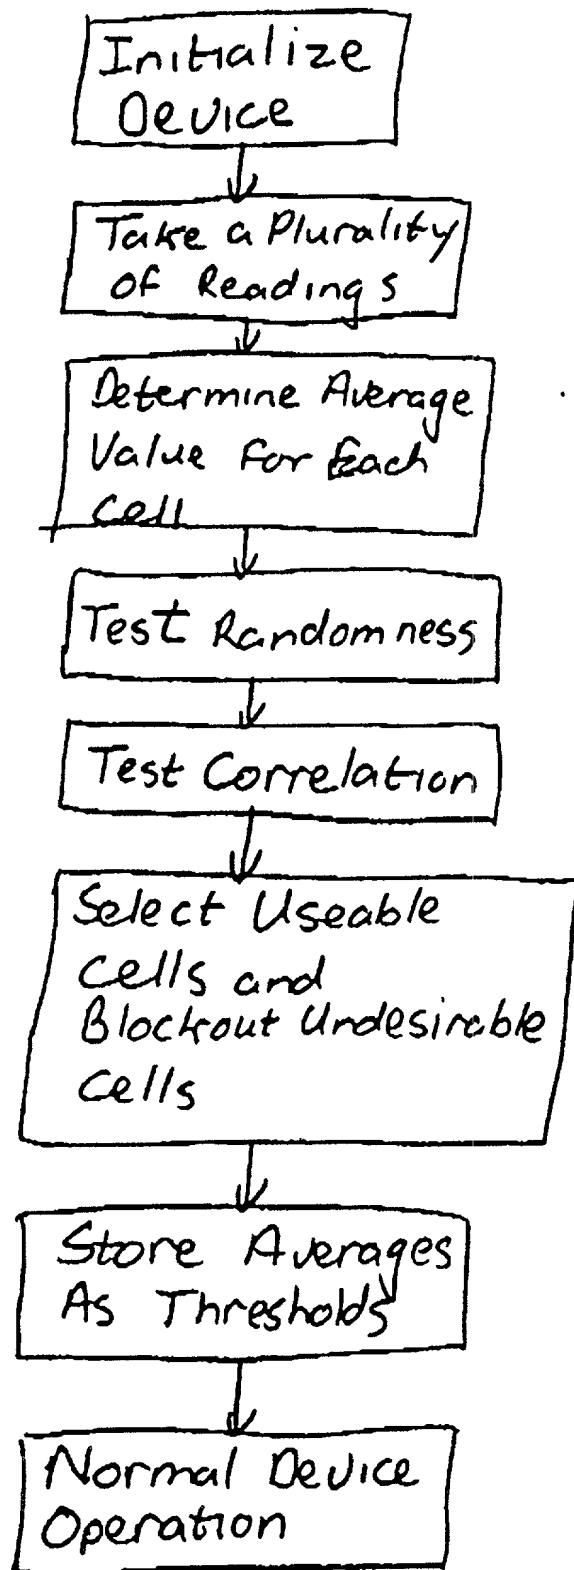 Initialize
Device
Take a Plurality
of Readings
Determine Average
Value for Each
Cell
Test Randomness
Test Correlation
Select Useable
Cells and
Blockout Undesirable
Cells
Store Averages
As Thresholds
Normal Device
Operation